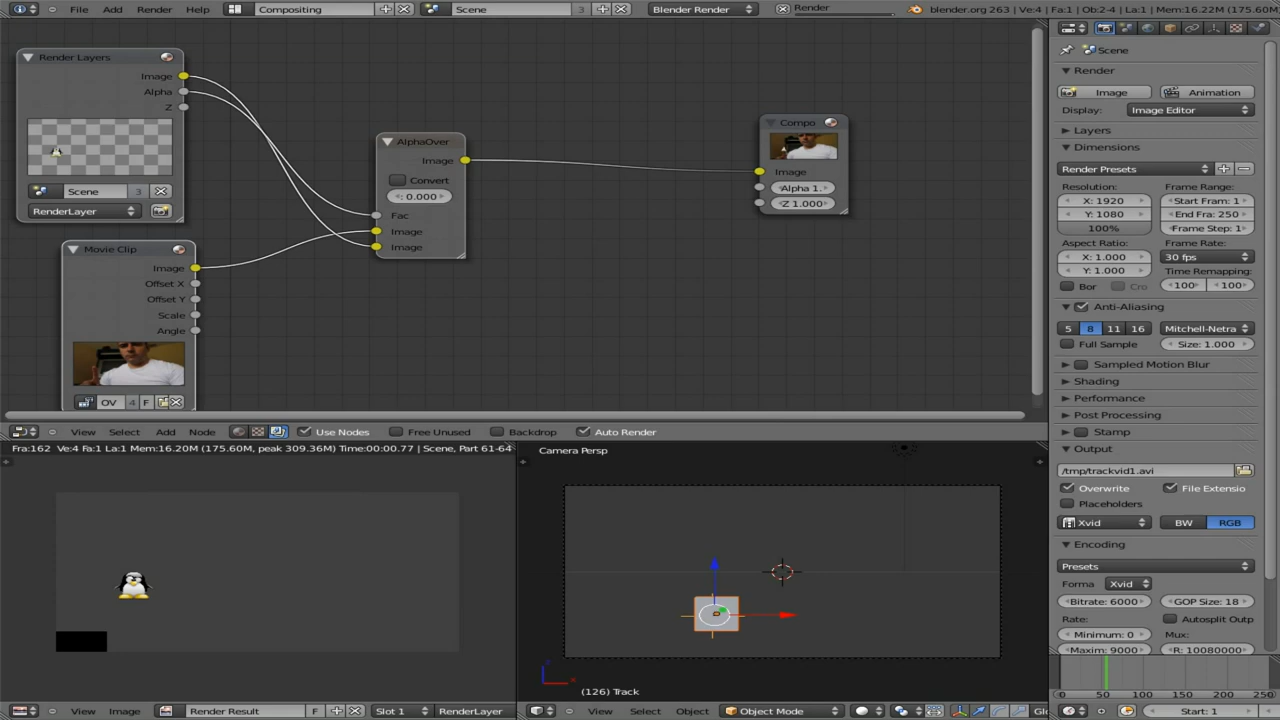 File Add Render Help Compositing Scene 3 Blender Render Render blender.org 263 | Ve:4 | Fa:1 | Ob:2-4 | La:1 | Mem:16.22M (175.60M
Render Layers
Image
Alpha
Z
Scene 3
RenderLayer
Movie Clip
Image
Offset X
Offset Y
Scale
Angle
OV 4 F
AlphaOver
Image
Convert
: 0.000
Fac
Image
Image
Compo
Image
Alpha 1.
Z 1.000
View Select Add Node Use Nodes Free Unused Backdrop Auto Render
Fra:162 Ve:4 Fa:1 La:1 Mem:16.20M (175.60M, peak 309.36M) Time:00:00.77 | Scene, Part 61-64
View Image Render Result F Slot 1 RenderLayer
Camera Persp
(126) Track
View Select Object Object Mode Gl
Scene
Render
Image Animation
Display: Image Editor
Layers
Dimensions
Render Presets
Resolution: Frame Range:
X: 1920 Start Fram: 1
Y: 1080 End Fra: 250
100% Frame Step: 1
Aspect Ratio: Frame Rate:
X: 1.000 30 fps
Y: 1.000 Time Remapping:
Bor Cro 100 100
Anti-Aliasing
5 8 11 16 Mitchell-Netra
Full Sample Size: 1.000
Sampled Motion Blur
Shading
Performance
Post Processing
Stamp
Output
/tmp/trackvid1.avi
Overwrite File Extensio
Placeholders
Xvid BW RGB
Encoding
Presets
Forma Xvid
Bitrate: 6000 GOP Size: 18
Rate: Autosplit Outp
Minimum: 0 Mux:
Maxim: 9000 R: 10080000
0 50 100 150 200 250
Start: 1